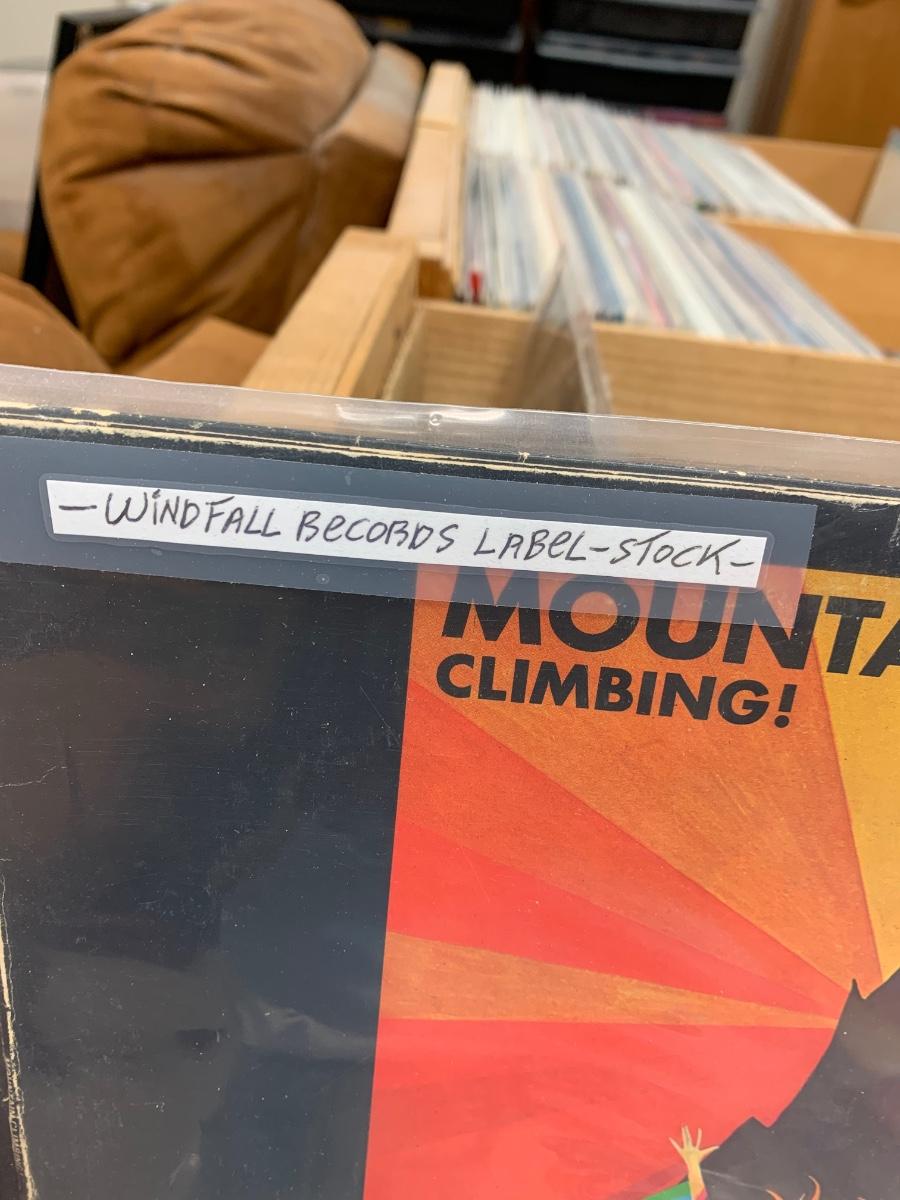 -WINDFALL RECORDS LABEL-STOCK-
MOUNTA
CLIMBING!